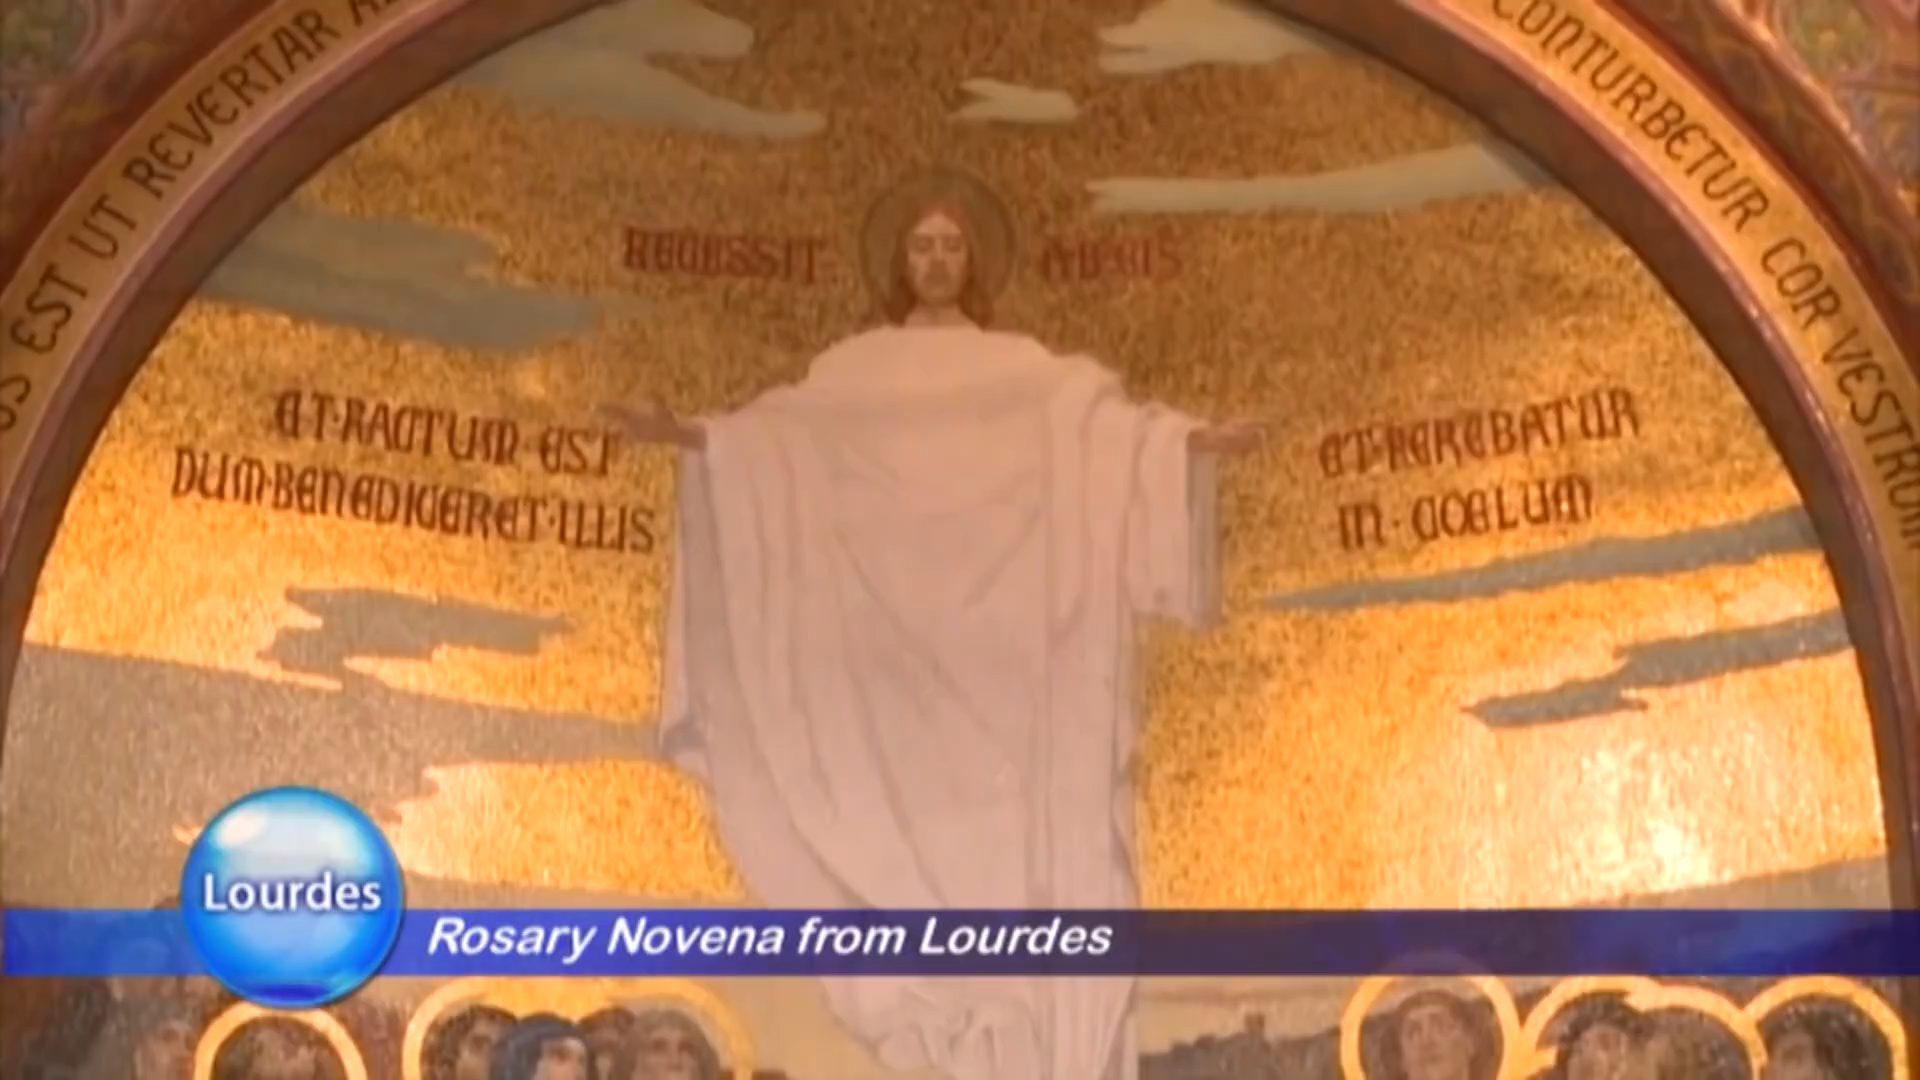 EST UT REVERTAR
CONTURBETUR COR VESTRUM
RECESSIT
ET·FACTUM EST
DUM·BENEDICERET·ILLIS
ET·FEREBATUR
IN·COELUM
Lourdes
Rosary Novena from Lourdes